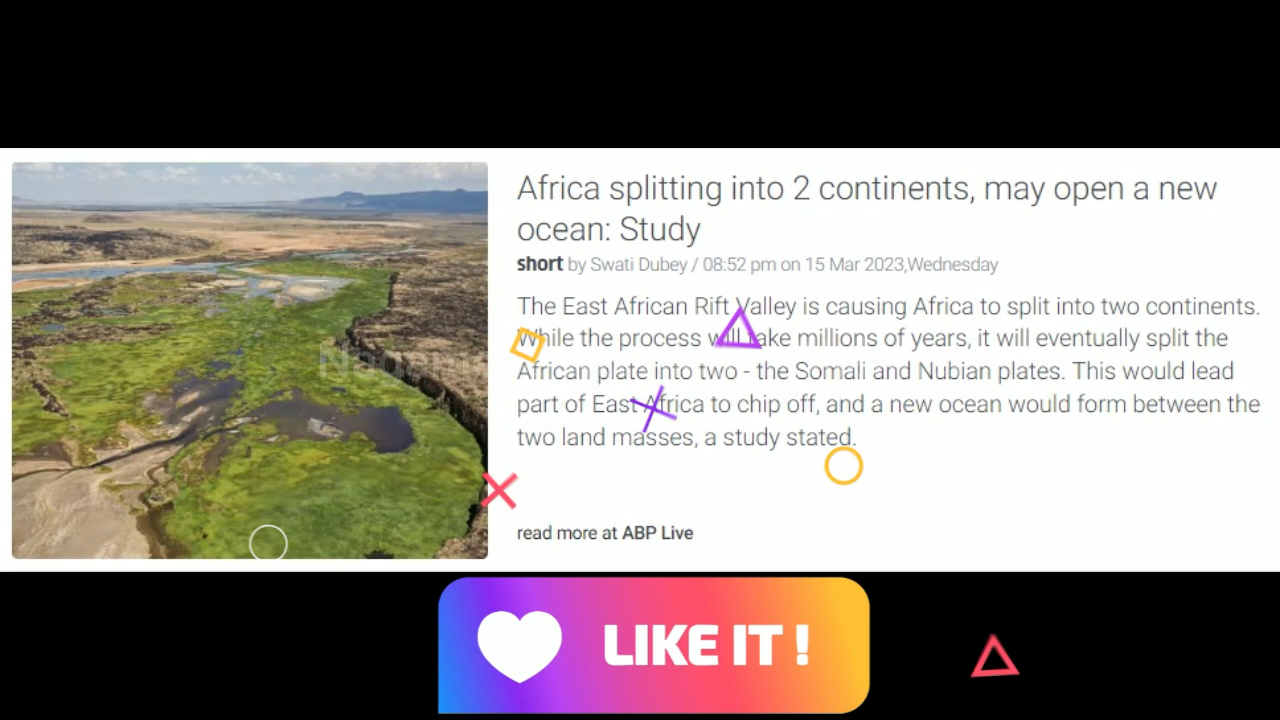 Africa splitting into 2 continents, may open a new
ocean: Study
short by Swati Dubey / 08:52 pm on 15 Mar 2023,Wednesday
The East African Rift Valley is causing Africa to split into two continents.
While the process will take millions of years, it will eventually split the
African plate into two - the Somali and Nubian plates. This would lead
part of East Africa to chip off, and a new ocean would form between the
two land masses, a study stated.
read more at ABP Live
LIKE IT !